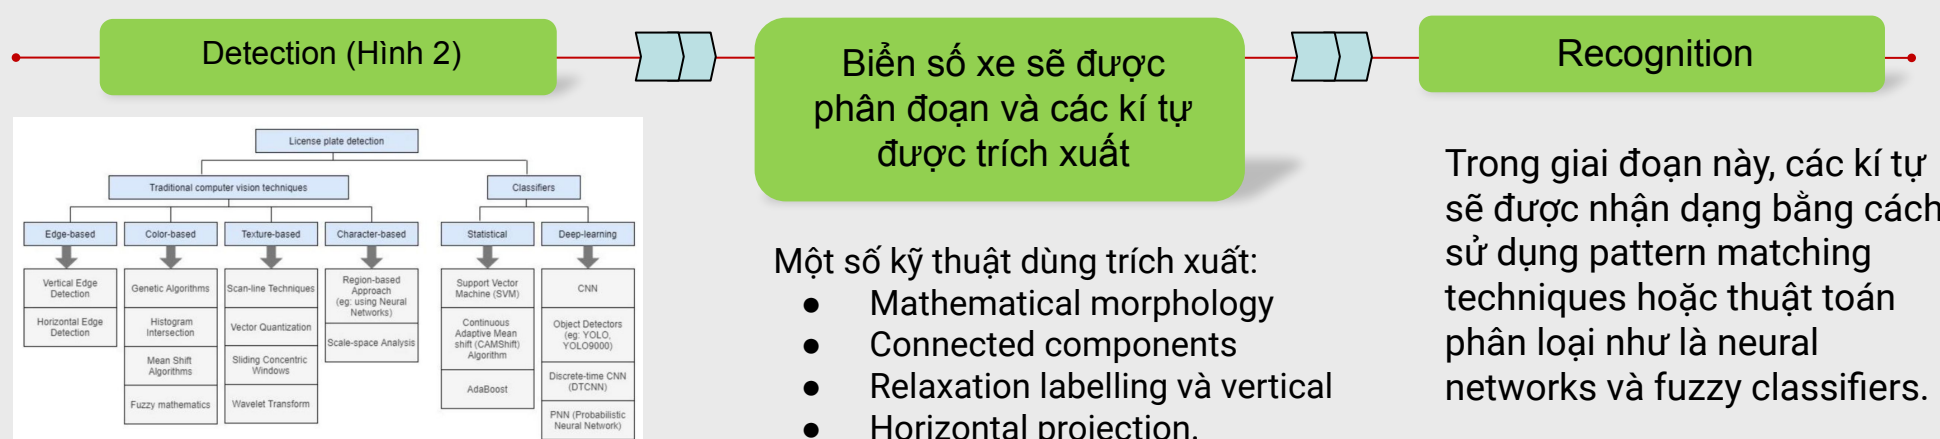 Detection (Hình 2)
Biển số xe sẽ được
phân đoạn và các kí tự
được trích xuất
Recognition
License plate detection
Traditional computer vision techniques
Classifiers
Edge-based
Color-based
Texture-based
Character-based
Statistical
Deep-learning
Vertical Edge
Detection
Horizontal Edge
Detection
Genetic Algorithms
Histogram
Intersection
Mean Shift
Algorithms
Fuzzy mathematics
Scan-line Techniques
Vector Quantization
Sliding Concentric
Windows
Wavelet Transform
Region-based
Approach
(eg: using Neural
Networks)
Scale-space Analysis
Support Vector
Machine (SVM)
Continuous
Adaptive Mean
shift (CAMShift)
Algorithm
AdaBoost
CNN
Object Detectors
(eg: YOLO,
YOLO9000)
Discrete-time CNN
(DTCNN)
PNN (Probabilistic
Neural Network)
Một số kỹ thuật dùng trích xuất:
● Mathematical morphology
● Connected components
● Relaxation labelling và vertical
● Horizontal projection.
Trong giai đoạn này, các kí tự
sẽ được nhận dạng bằng cách
sử dụng pattern matching
techniques hoặc thuật toán
phân loại như là neural
networks và fuzzy classifiers.